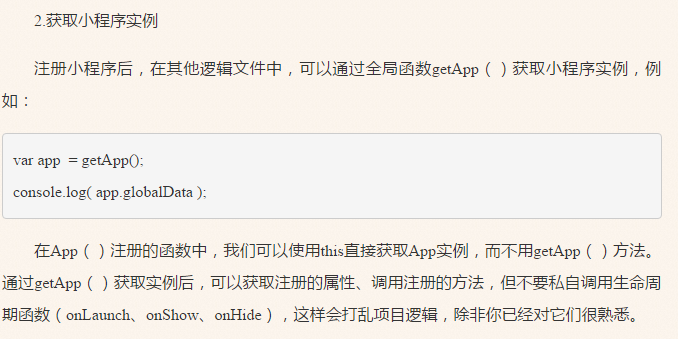 2.获取小程序实例
注册小程序后，在其他逻辑文件中，可以通过全局函数getApp（ ）获取小程序实例，例
如：
var app  = getApp();
console.log( app.globalData );
在App（ ）注册的函数中，我们可以使用this直接获取App实例，而不用getApp（ ）方法。
通过getApp（ ）获取实例后，可以获取注册的属性、调用注册的方法，但不要私自调用生命周
期函数（onLaunch、onShow、onHide），这样会打乱项目逻辑，除非你已经对它们很熟悉。